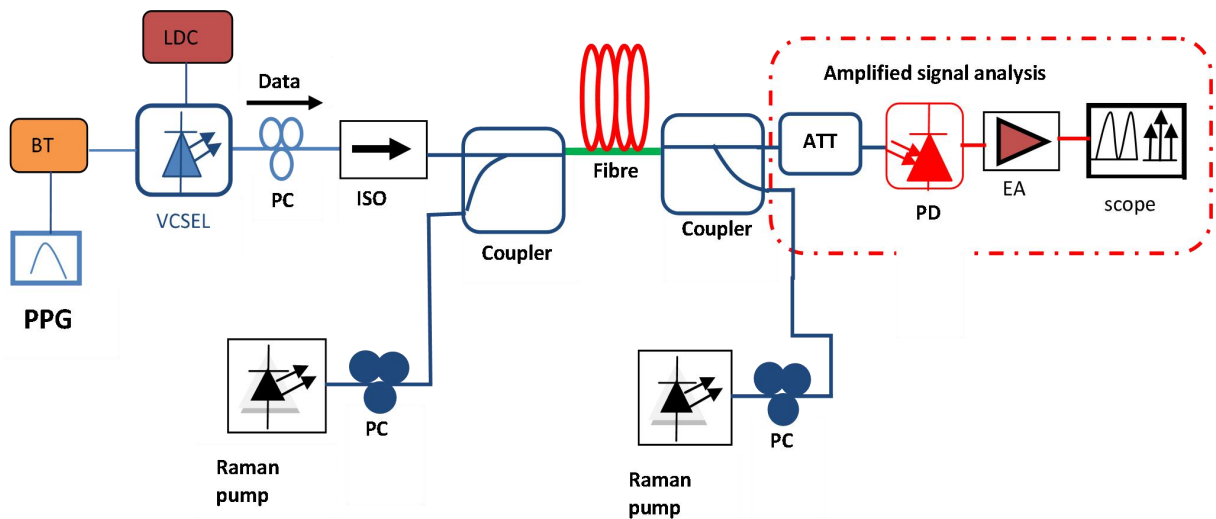 LDC
Data
Amplified signal analysis
BT
ATT
PC
ISO
Fibre
EA
VCSEL
PD
scope
Coupler
Coupler
PPG
PC
PC
Raman
pump
Raman
pump